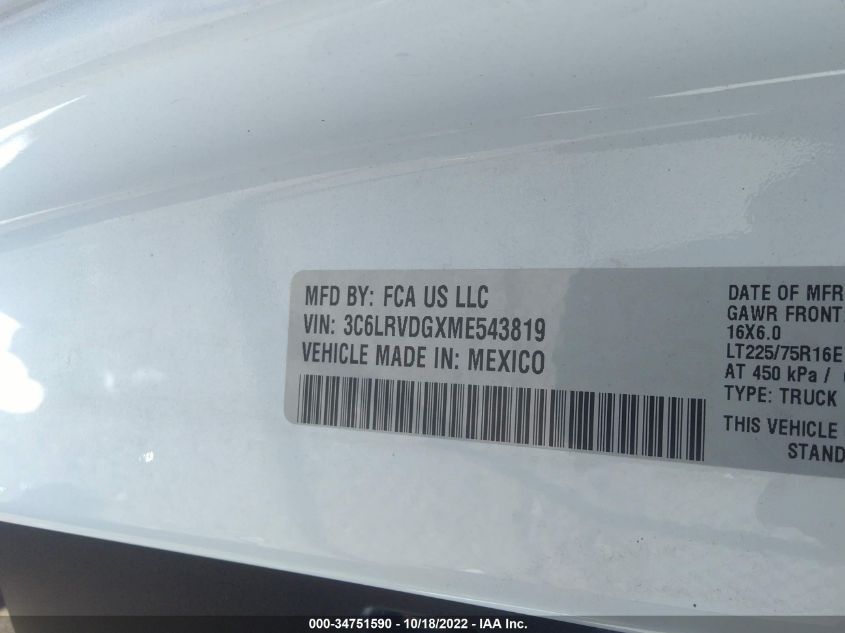 MFD BY: FCA US LLC
VIN: 3C6LRVDGXME543819
VEHICLE MADE IN: MEXICO
DATE OF MFR
GAWR FRONT
16X6.0
LT225/75R16E
AT 450 kPa /
TYPE: TRUCK
THIS VEHICLE
STAND
000-34751590 - 10/18/2022 - IAA Inc.